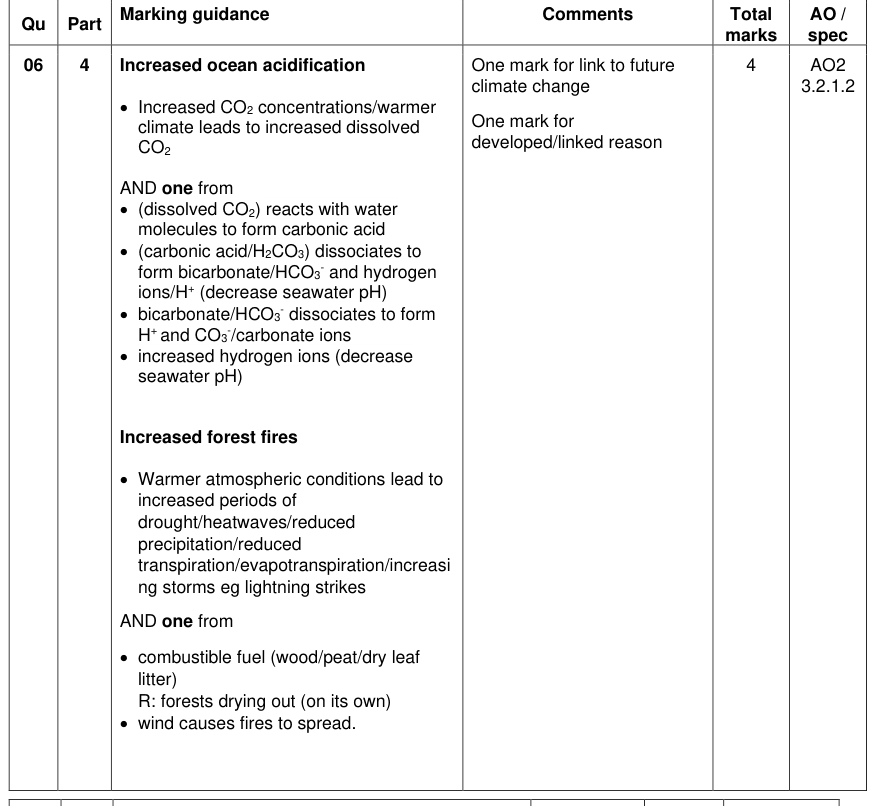 Qu Part Marking guidance Comments Total marks AO / spec
06 4 Increased ocean acidification One mark for link to future 4 AO2
climate change 3.2.1.2
• Increased CO₂ concentrations/warmer
climate leads to increased dissolved One mark for
CO₂ developed/linked reason
AND one from
• (dissolved CO₂) reacts with water
molecules to form carbonic acid
• (carbonic acid/H₂CO₃) dissociates to
form bicarbonate/HCO₃⁻ and hydrogen
ions/H⁺ (decrease seawater pH)
• bicarbonate/HCO₃⁻ dissociates to form
H⁺ and CO₃⁻/carbonate ions
• increased hydrogen ions (decrease
seawater pH)
Increased forest fires
• Warmer atmospheric conditions lead to
increased periods of
drought/heatwaves/reduced
precipitation/reduced
transpiration/evapotranspiration/increasi
ng storms eg lightning strikes
AND one from
• combustible fuel (wood/peat/dry leaf
litter)
R: forests drying out (on its own)
• wind causes fires to spread.